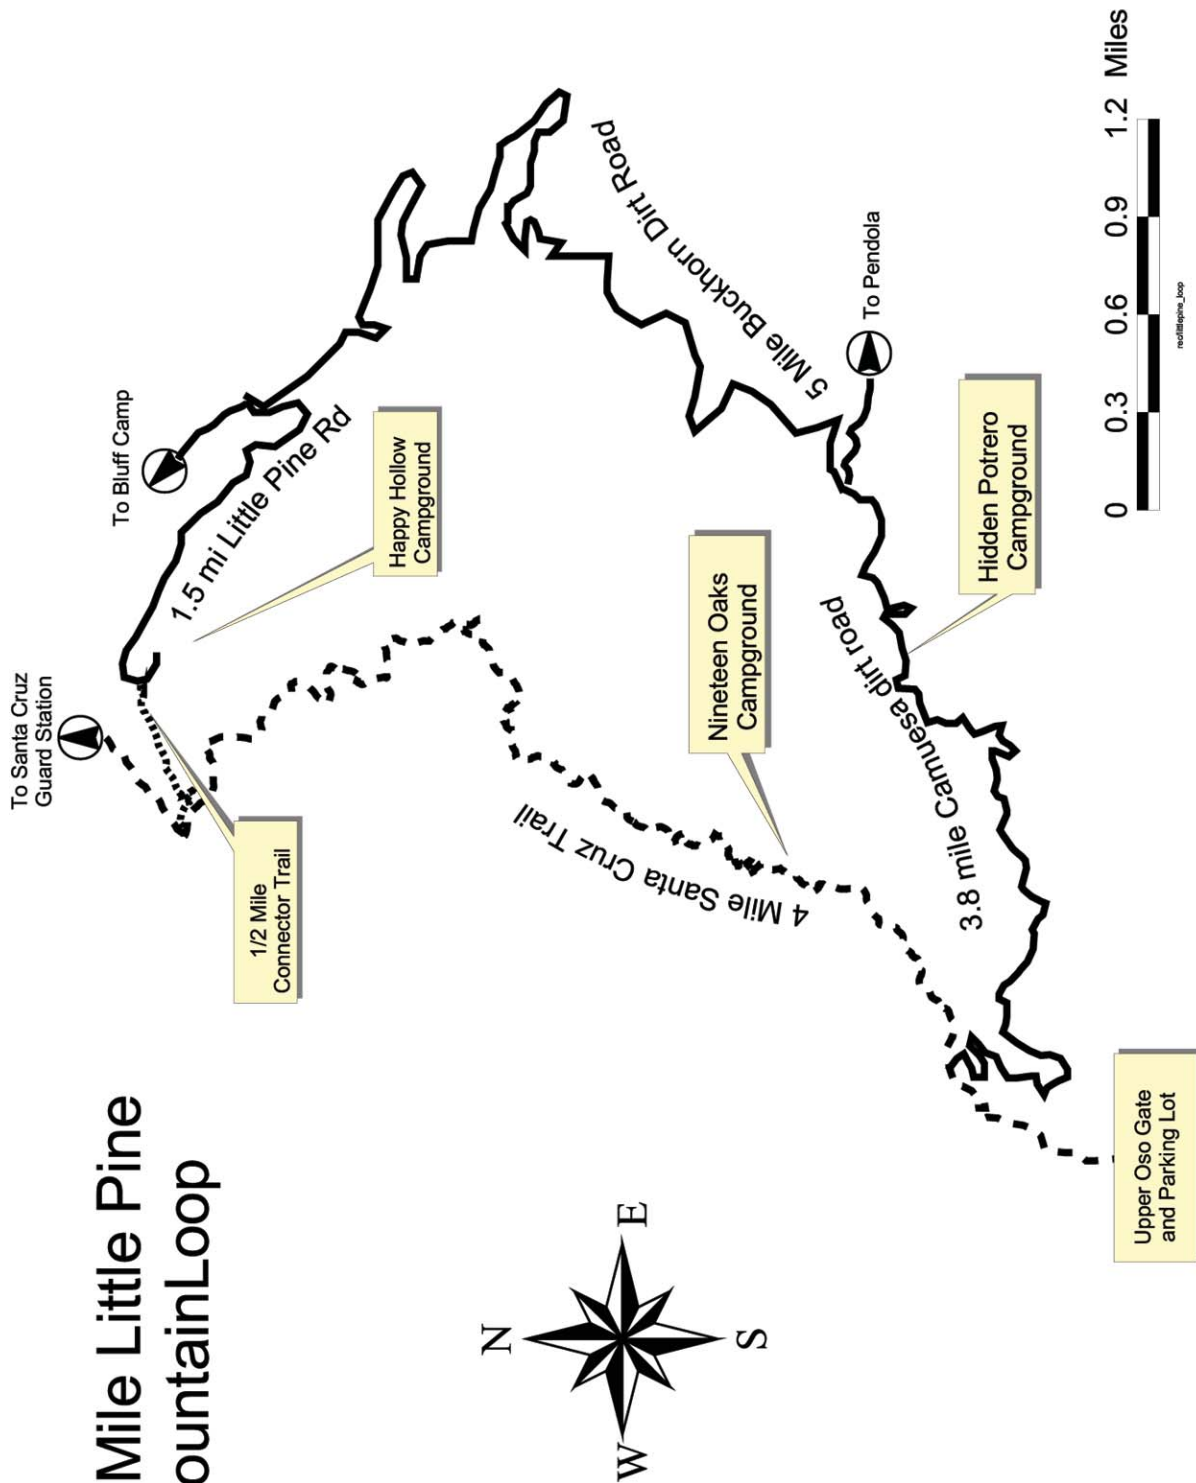 Mile Little Pine
ountainLoop
To Santa Cruz
Guard Station
To Bluff Camp
1.5 mi Little Pine Rd
Happy Hollow
Campground
1/2 Mile
Connector Trail
5 Mile Buckhorn Dirt Road
4 Mile Santa Cruz Trail
Nineteen Oaks
Campground
To Pendola
3.8 mile Camuesa dirt road
Hidden Potrero
Campground
Upper Oso Gate
and Parking Lot
N
W
E
S
0 0.3 0.6 0.9 1.2 Miles